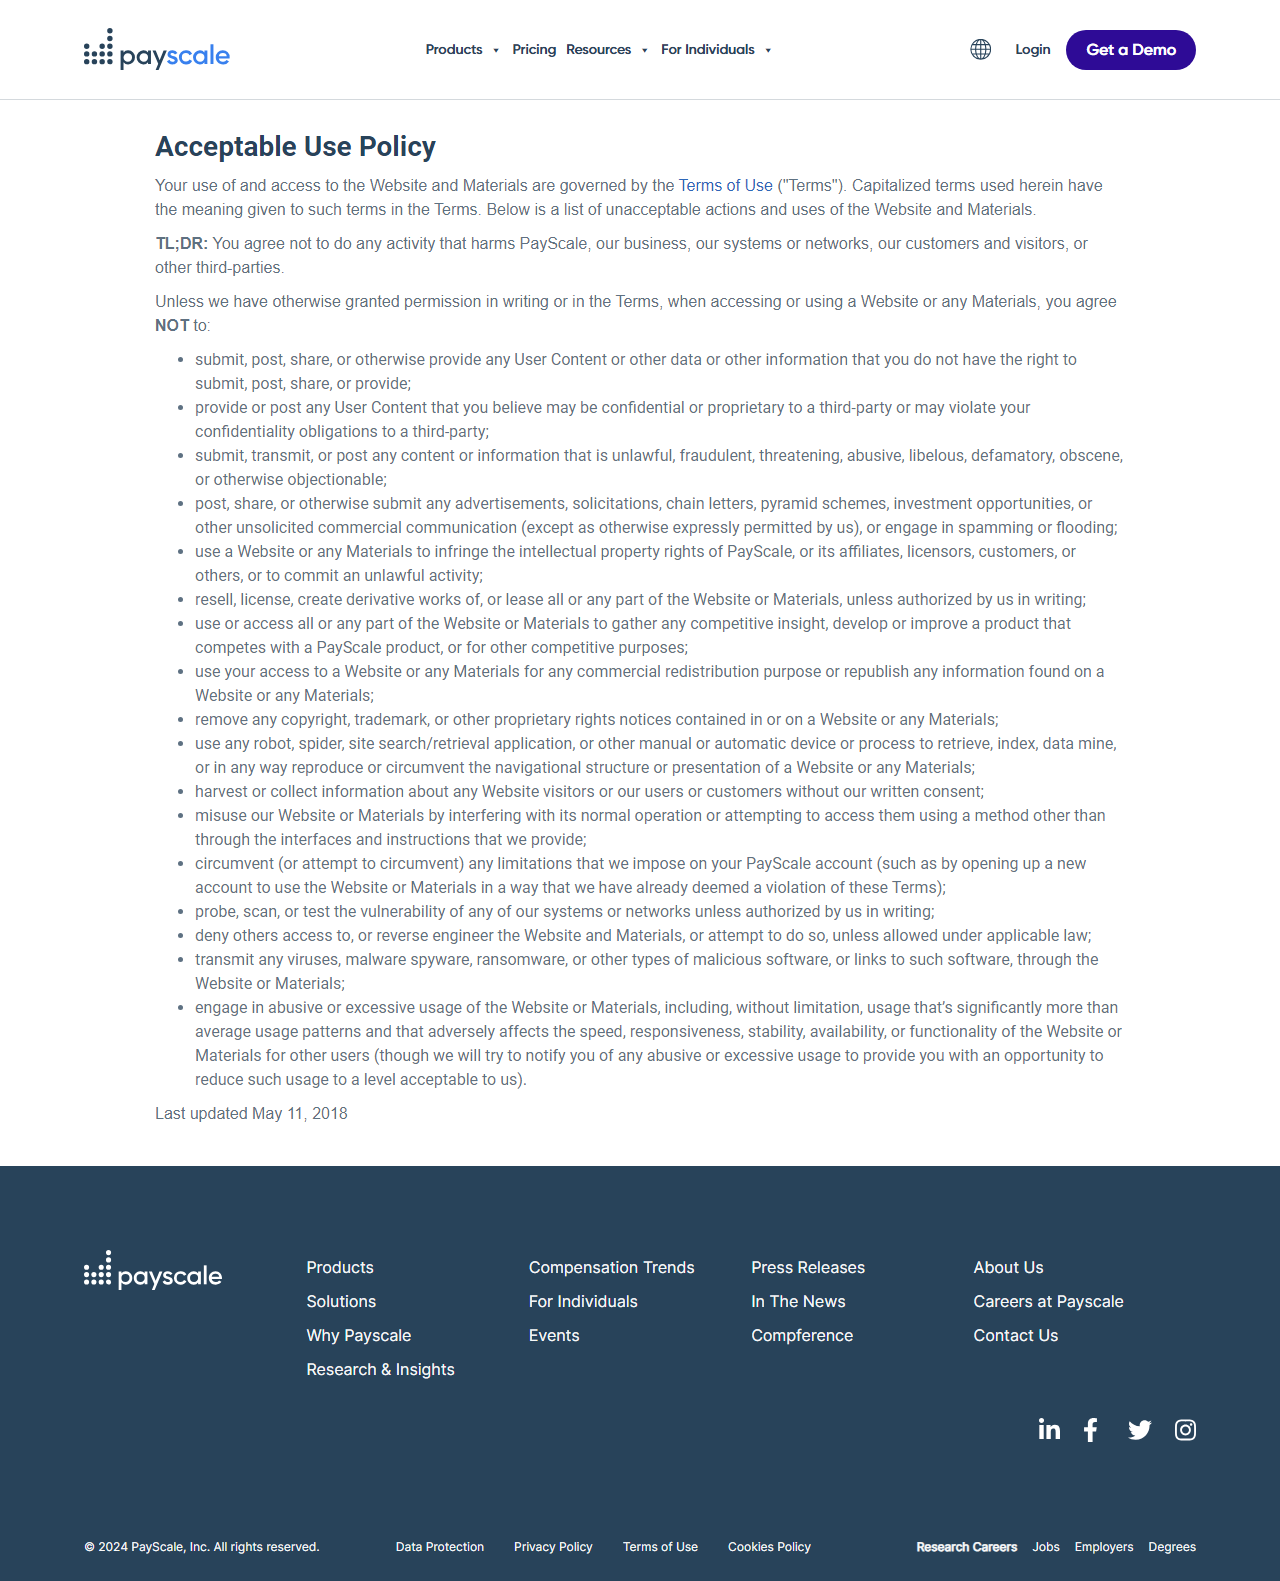 payscale
Products Pricing Resources For Individuals
Login Get a Demo
Acceptable Use Policy
Your use of and access to the Website and Materials are governed by the Terms of Use ("Terms"). Capitalized terms used herein have
the meaning given to such terms in the Terms. Below is a list of unacceptable actions and uses of the Website and Materials.
TL;DR: You agree not to do any activity that harms PayScale, our business, our systems or networks, our customers and visitors, or
other third-parties.
Unless we have otherwise granted permission in writing or in the Terms, when accessing or using a Website or any Materials, you agree
NOT to:
• submit, post, share, or otherwise provide any User Content or other data or other information that you do not have the right to
submit, post, share, or provide;
• provide or post any User Content that you believe may be confidential or proprietary to a third-party or may violate your
confidentiality obligations to a third-party;
• submit, transmit, or post any content or information that is unlawful, fraudulent, threatening, abusive, libelous, defamatory, obscene,
or otherwise objectionable;
• post, share, or otherwise submit any advertisements, solicitations, chain letters, pyramid schemes, investment opportunities, or
other unsolicited commercial communication (except as otherwise expressly permitted by us), or engage in spamming or flooding;
• use a Website or any Materials to infringe the intellectual property rights of PayScale, or its affiliates, licensors, customers, or
others, or to commit an unlawful activity;
• resell, license, create derivative works of, or lease all or any part of the Website or Materials, unless authorized by us in writing;
• use or access all or any part of the Website or Materials to gather any competitive insight, develop or improve a product that
competes with a PayScale product, or for other competitive purposes;
• use your access to a Website or any Materials for any commercial redistribution purpose or republish any information found on a
Website or any Materials;
• remove any copyright, trademark, or other proprietary rights notices contained in or on a Website or any Materials;
• use any robot, spider, site search/retrieval application, or other manual or automatic device or process to retrieve, index, data mine,
or in any way reproduce or circumvent the navigational structure or presentation of a Website or any Materials;
• harvest or collect information about any Website visitors or our users or customers without our written consent;
• misuse our Website or Materials by interfering with its normal operation or attempting to access them using a method other than
through the interfaces and instructions that we provide;
• circumvent (or attempt to circumvent) any limitations that we impose on your PayScale account (such as by opening up a new
account to use the Website or Materials in a way that we have already deemed a violation of these Terms);
• probe, scan, or test the vulnerability of any of our systems or networks unless authorized by us in writing;
• deny others access to, or reverse engineer the Website and Materials, or attempt to do so, unless allowed under applicable law;
• transmit any viruses, malware spyware, ransomware, or other types of malicious software, or links to such software, through the
Website or Materials;
• engage in abusive or excessive usage of the Website or Materials, including, without limitation, usage that’s significantly more than
average usage patterns and that adversely affects the speed, responsiveness, stability, availability, or functionality of the Website or
Materials for other users (though we will try to notify you of any abusive or excessive usage to provide you with an opportunity to
reduce such usage to a level acceptable to us).
Last updated May 11, 2018
payscale
Products
Solutions
Why Payscale
Research & Insights
Compensation Trends
For Individuals
Events
Press Releases
In The News
Compference
About Us
Careers at Payscale
Contact Us
© 2024 PayScale, Inc. All rights reserved.
Data Protection Privacy Policy Terms of Use Cookies Policy
Research Careers Jobs Employers Degrees